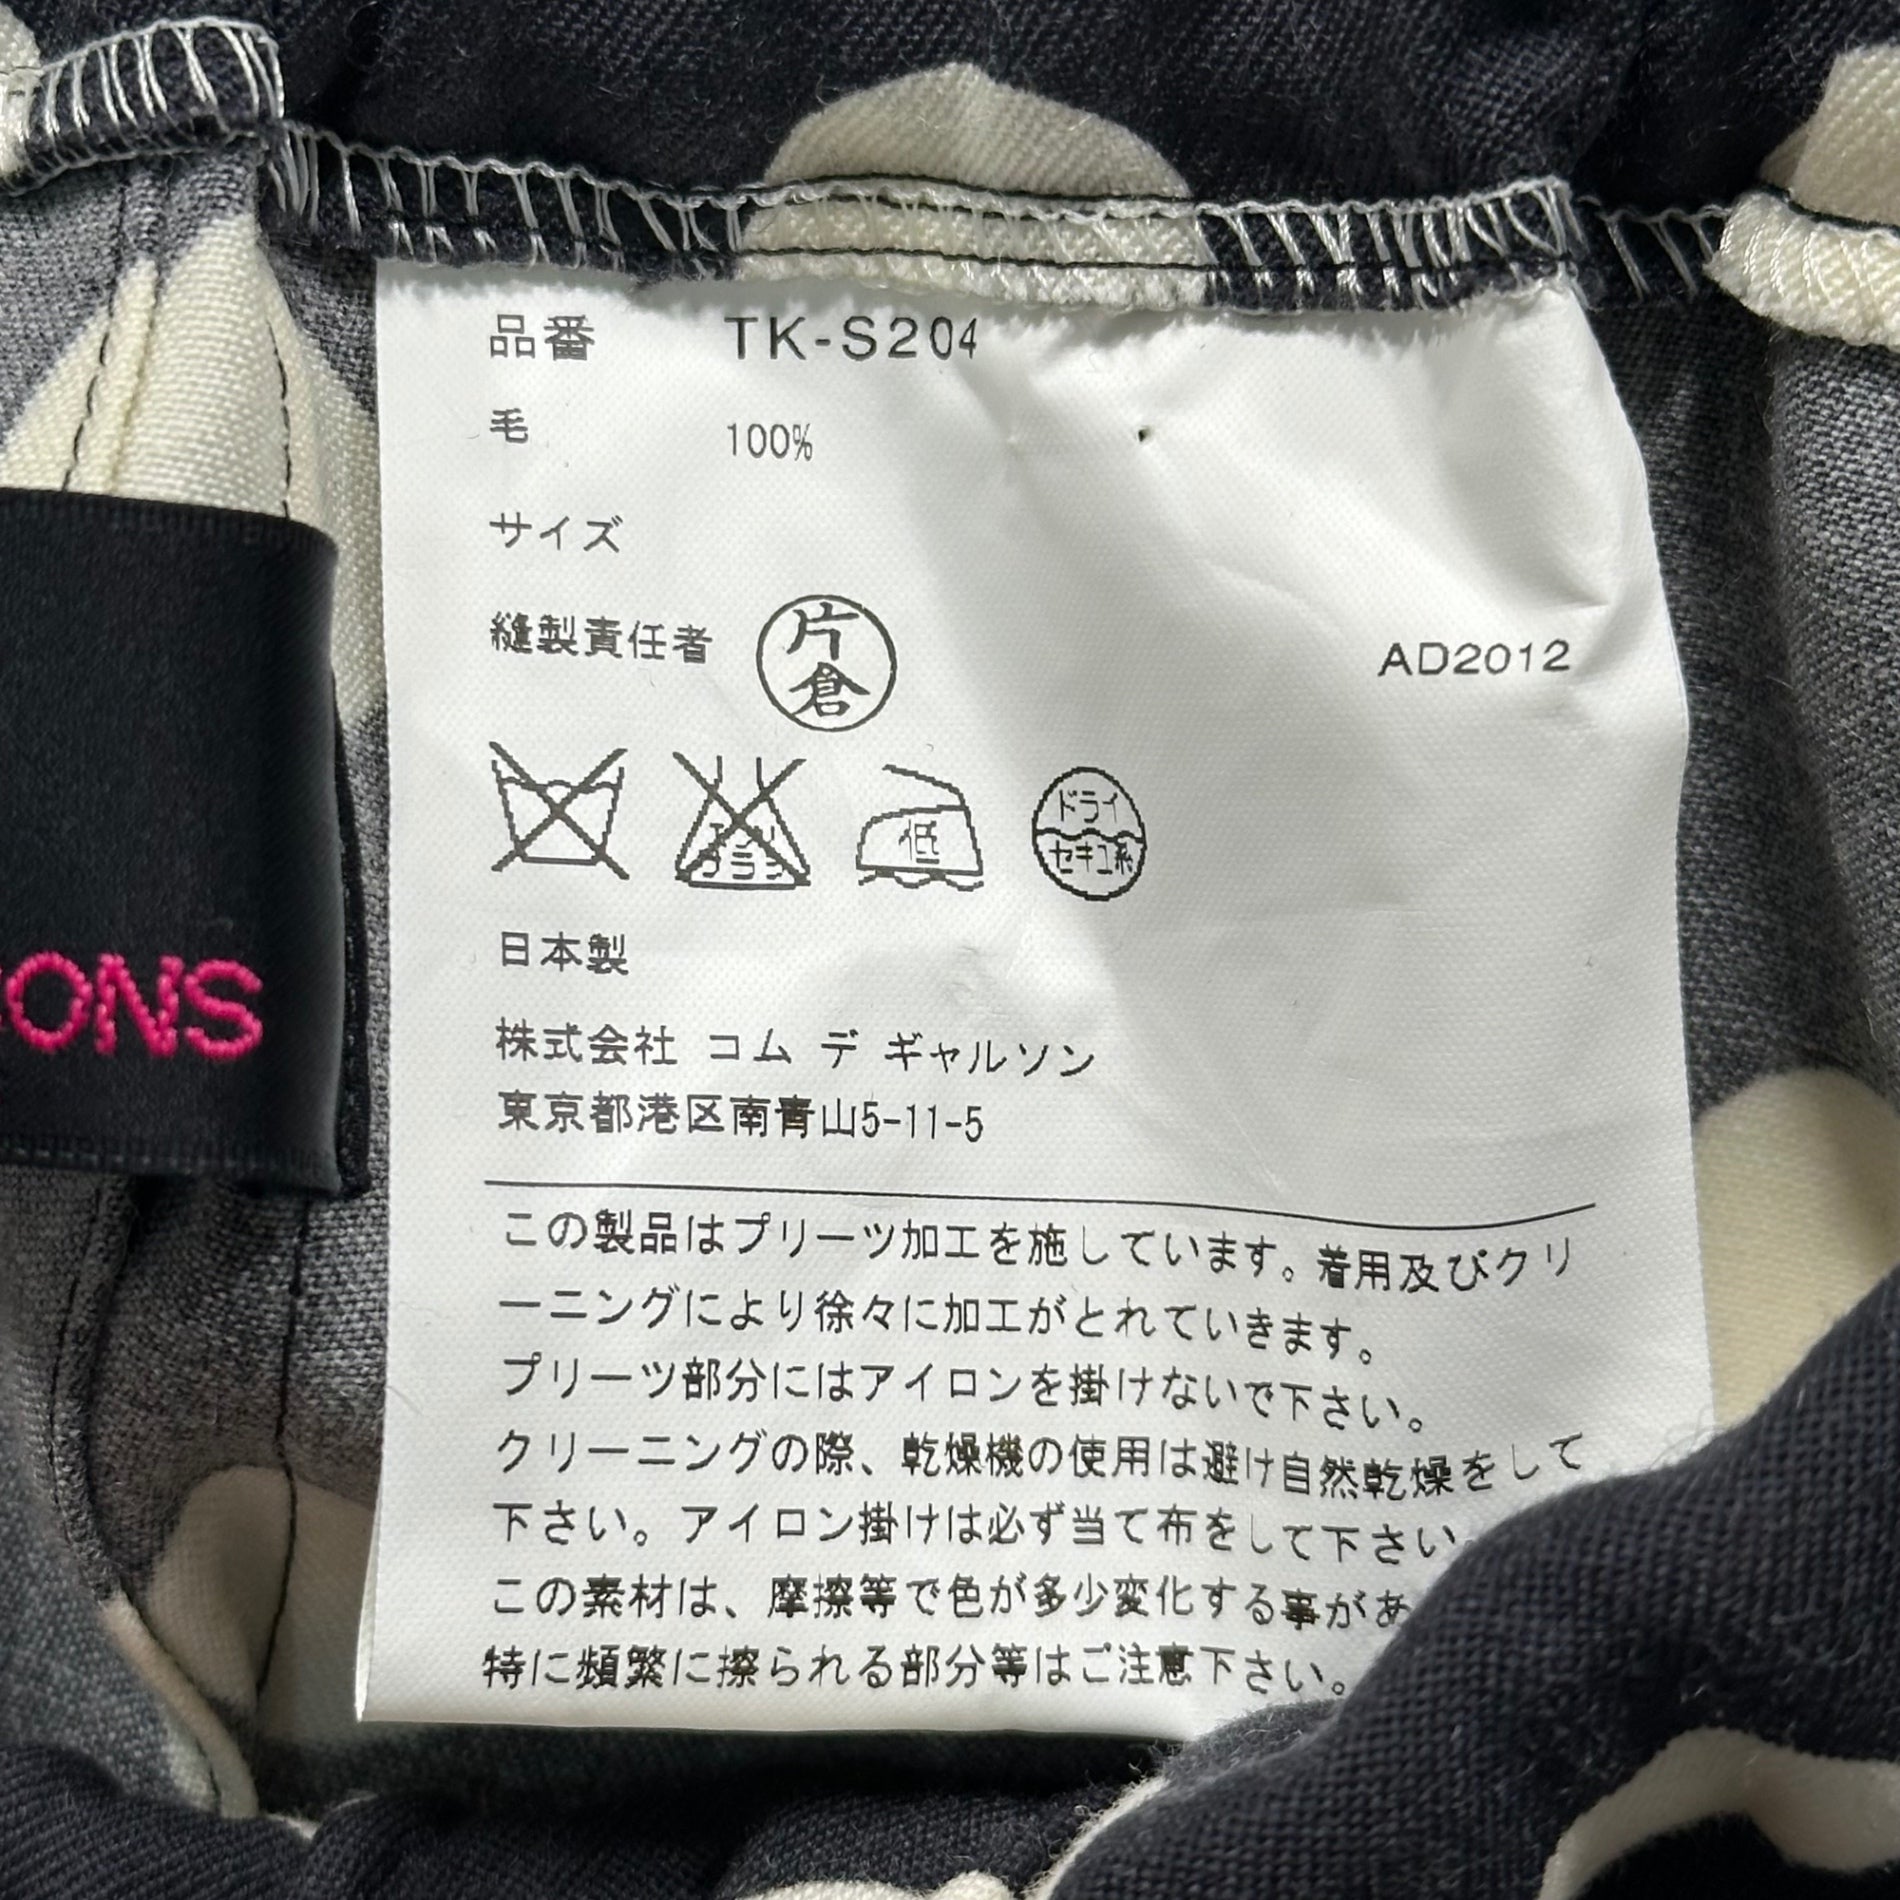 品番 TK-S204
毛 100%
サイズ
縫製責任者 片倉 AD2012
エンソ
サラシ
低
ドライ
セキユ系
日本製
株式会社 コム デ ギャルソン
東京都港区南青山5-11-5
この製品はプリーツ加工を施しています。着用及びクリ
ーニングにより徐々に加工がとれていきます。
プリーツ部分にはアイロンを掛けないで下さい。
クリーニングの際、乾燥機の使用は避け自然乾燥をして
下さい。アイロン掛けは必ず当て布をして下さい。
この素材は、摩擦等で色が多少変化する事があ
特に頻繁に擦られる部分等はご注意下さい。
ONS